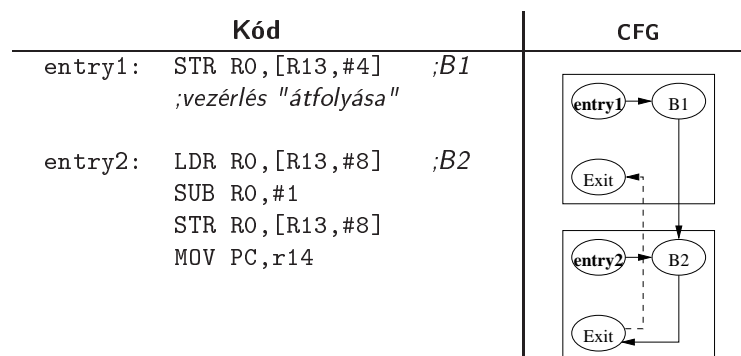 Kód CFG
entry1: STR R0,[R13,#4] ;B1
;vezérlés "átfolyása"
entry2: LDR R0,[R13,#8] ;B2
SUB R0,#1
STR R0,[R13,#8]
MOV PC,r14
entry1 B1
Exit
entry2 B2
Exit